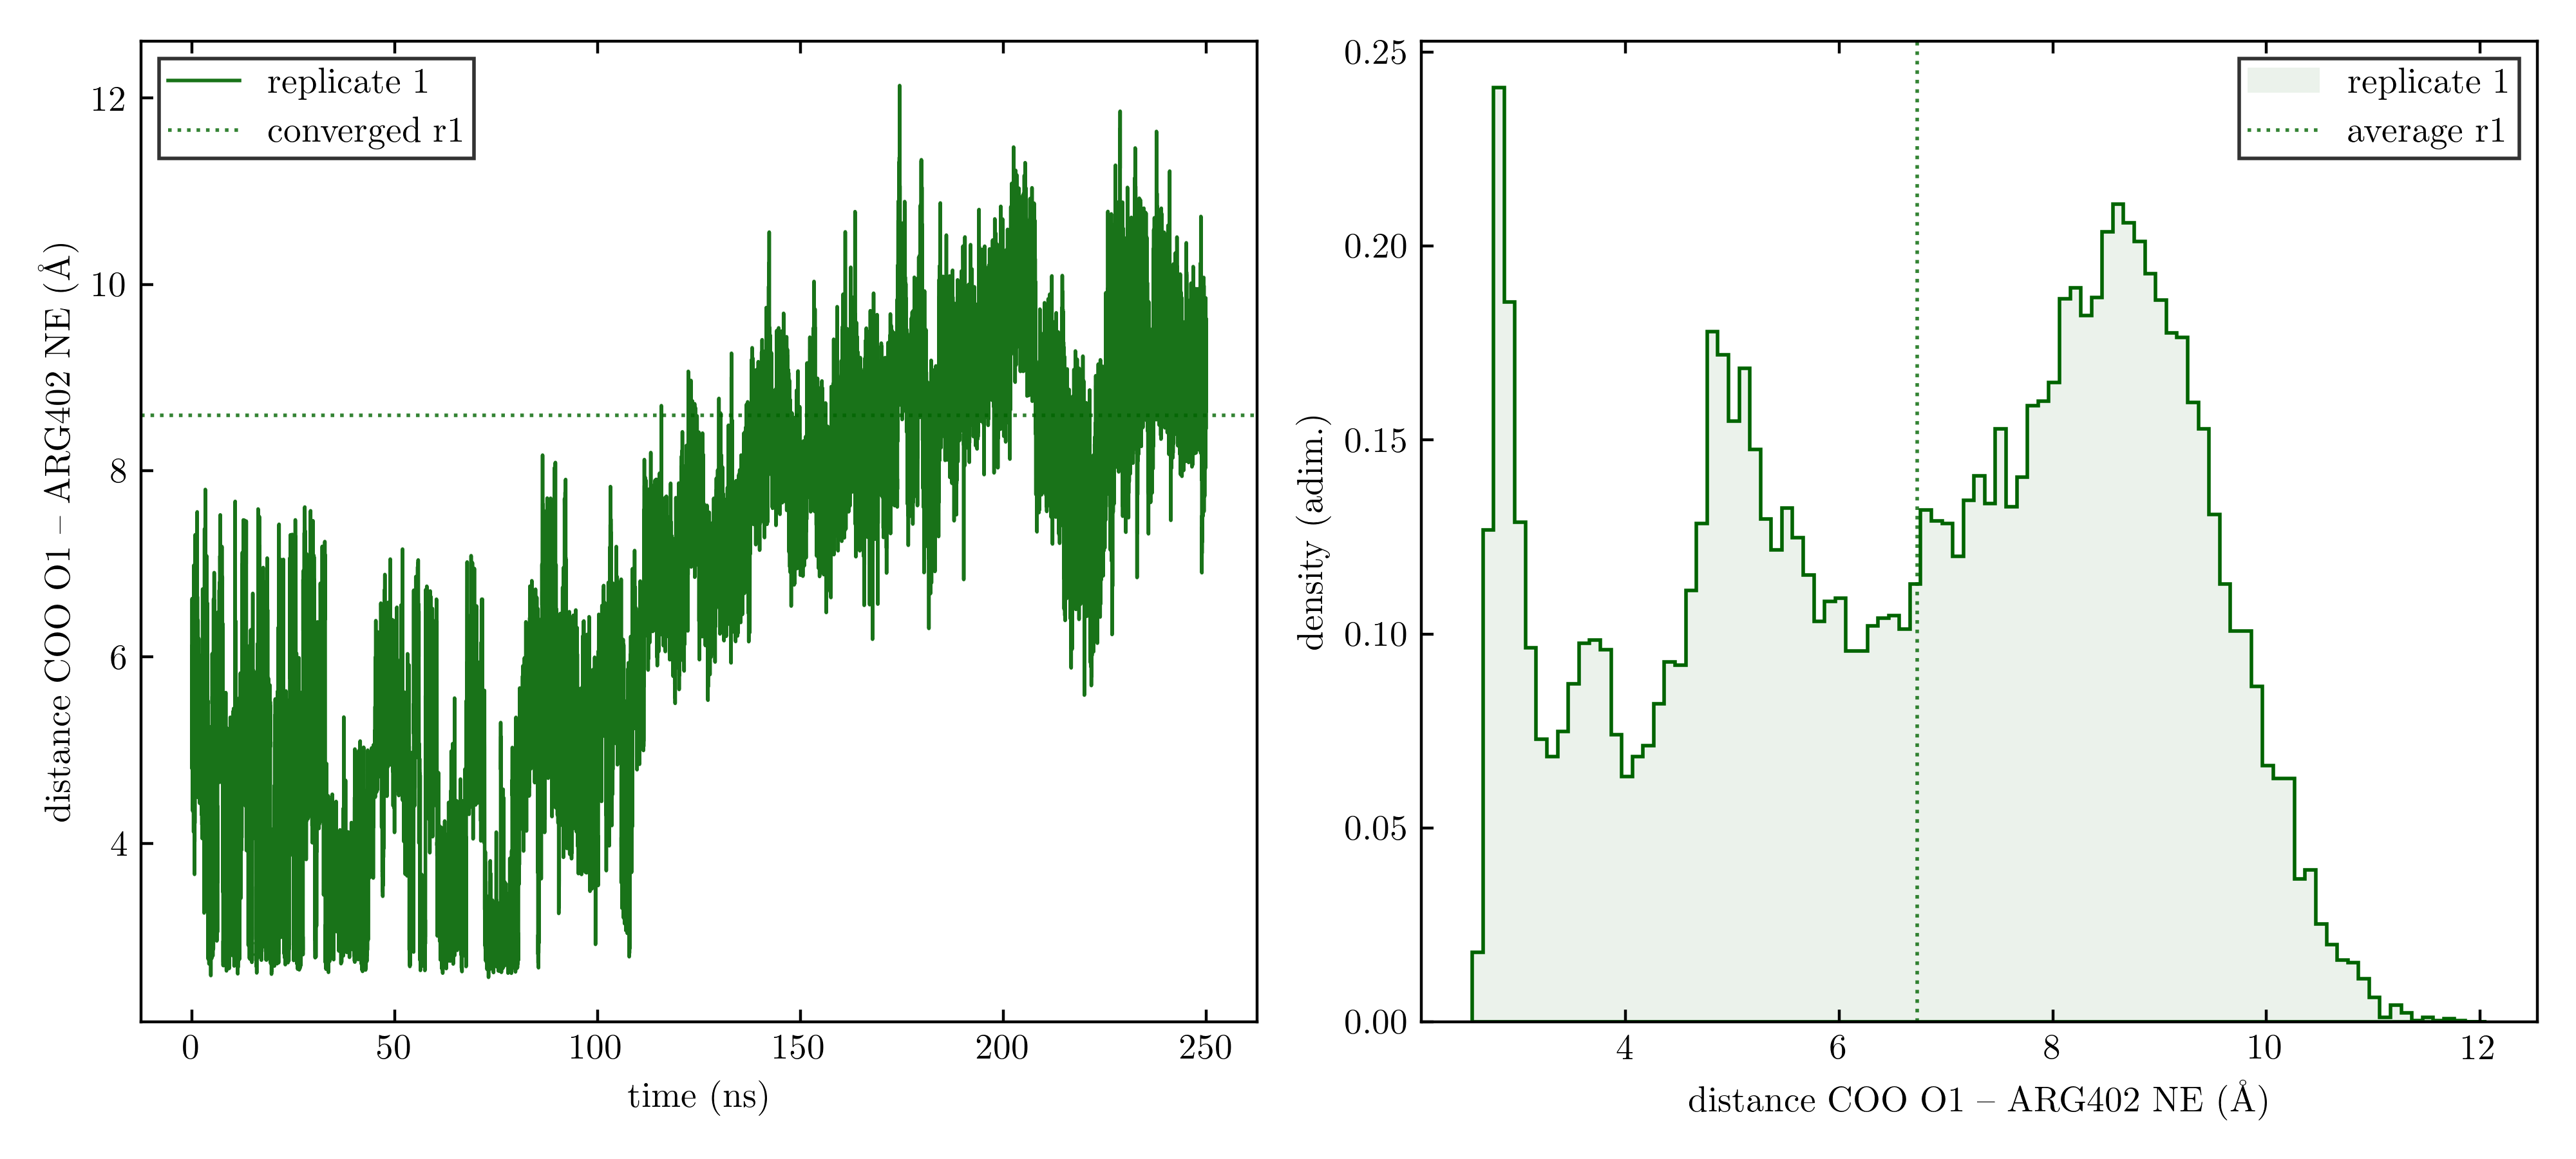 replicate 1
converged r1
12
10
8
6
4
distance COO O1 – ARG402 NE (Å)
0
50
100
150
200
250
time (ns)
replicate 1
average r1
0.25
0.20
0.15
0.10
0.05
0.00
density (adim.)
4
6
8
10
12
distance COO O1 – ARG402 NE (Å)